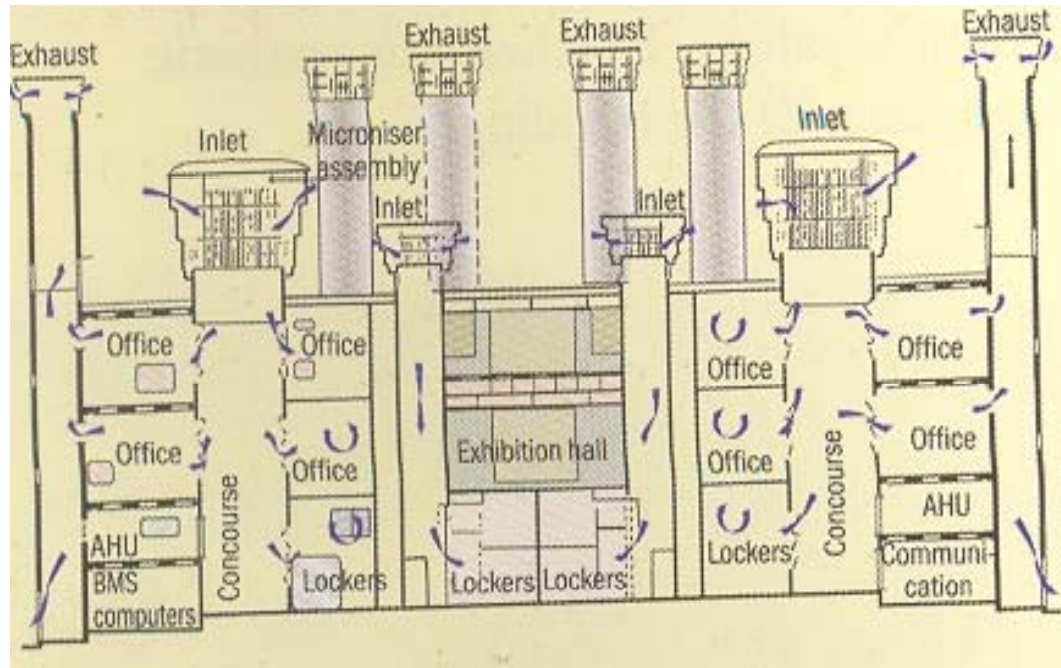 Exhaust
Exhaust
Exhaust
Exhaust
Inlet
Microniser
assembly
Inlet
Inlet
Inlet
Office
Office
Office
Office
Office
Office
Office
Office
Exhibition hall
Concourse
Concourse
AHU
Lockers
Lockers
Lockers
Lockers
AHU
BMS
computers
Communi-
cation